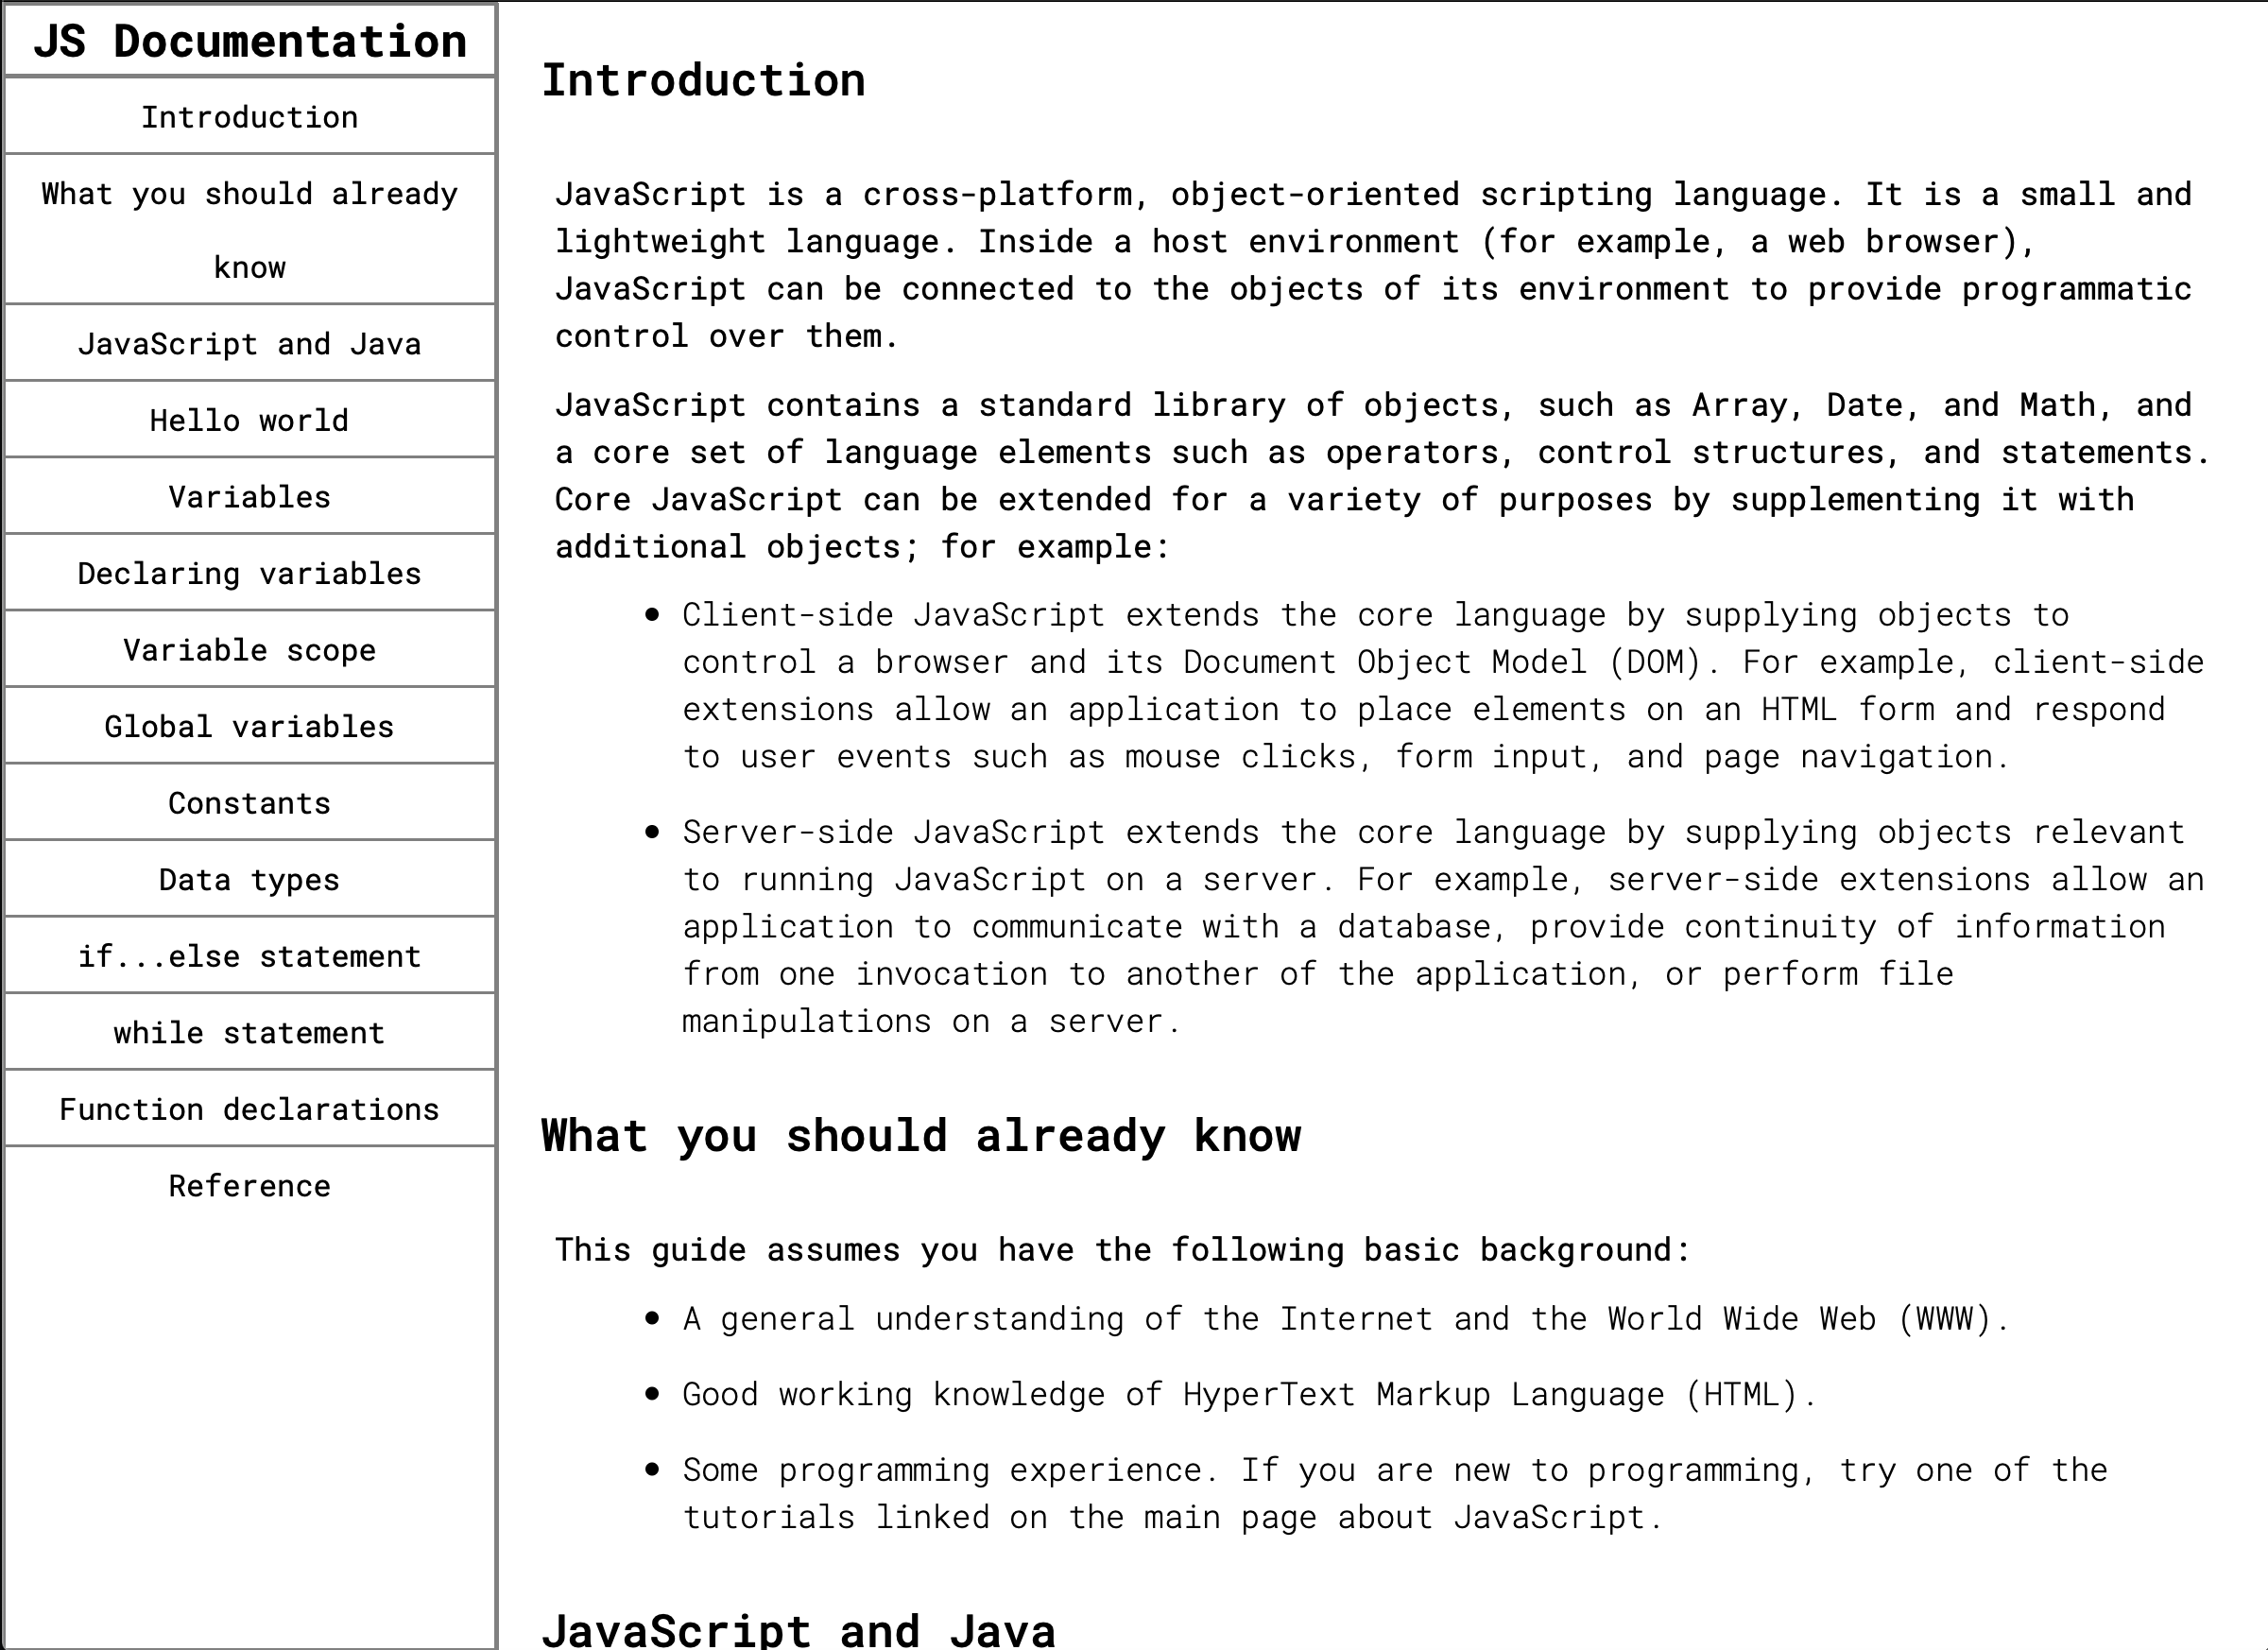 JS Documentation
Introduction
What you should already
know
JavaScript and Java
Hello world
Variables
Declaring variables
Variable scope
Global variables
Constants
Data types
if...else statement
while statement
Function declarations
Reference
Introduction
JavaScript is a cross-platform, object-oriented scripting language. It is a small and
lightweight language. Inside a host environment (for example, a web browser),
JavaScript can be connected to the objects of its environment to provide programmatic
control over them.
JavaScript contains a standard library of objects, such as Array, Date, and Math, and
a core set of language elements such as operators, control structures, and statements.
Core JavaScript can be extended for a variety of purposes by supplementing it with
additional objects; for example:
• Client-side JavaScript extends the core language by supplying objects to
control a browser and its Document Object Model (DOM). For example, client-side
extensions allow an application to place elements on an HTML form and respond
to user events such as mouse clicks, form input, and page navigation.
• Server-side JavaScript extends the core language by supplying objects relevant
to running JavaScript on a server. For example, server-side extensions allow an
application to communicate with a database, provide continuity of information
from one invocation to another of the application, or perform file
manipulations on a server.
What you should already know
This guide assumes you have the following basic background:
• A general understanding of the Internet and the World Wide Web (WWW).
• Good working knowledge of HyperText Markup Language (HTML).
• Some programming experience. If you are new to programming, try one of the
tutorials linked on the main page about JavaScript.
JavaScript and Java